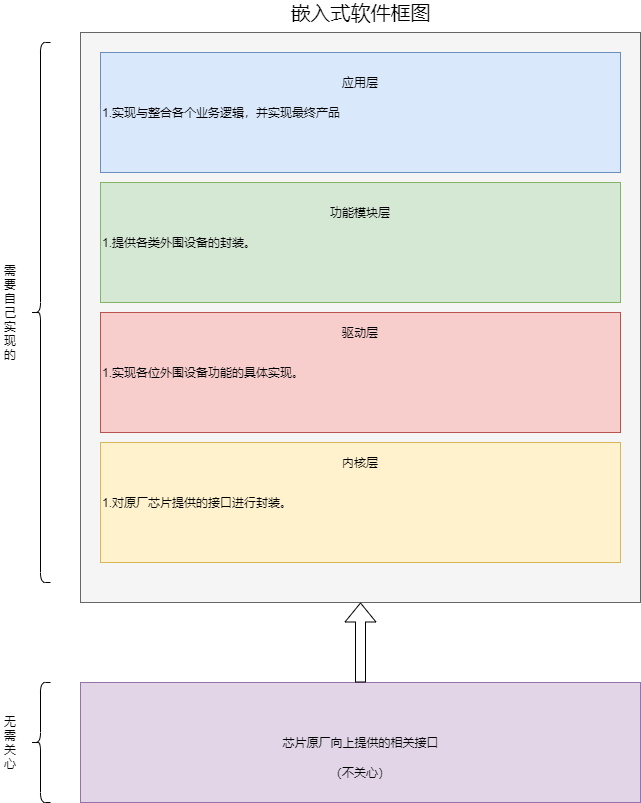 嵌入式软件框图
应用层
1.实现与整合各个业务逻辑，并实现最终产品
功能模块层
1.提供各类外围设备的封装。
需要自己实现的
驱动层
1.实现各位外围设备功能的具体实现。
内核层
1.对原厂芯片提供的接口进行封装。
无需关心
芯片原厂向上提供的相关接口
（不关心）